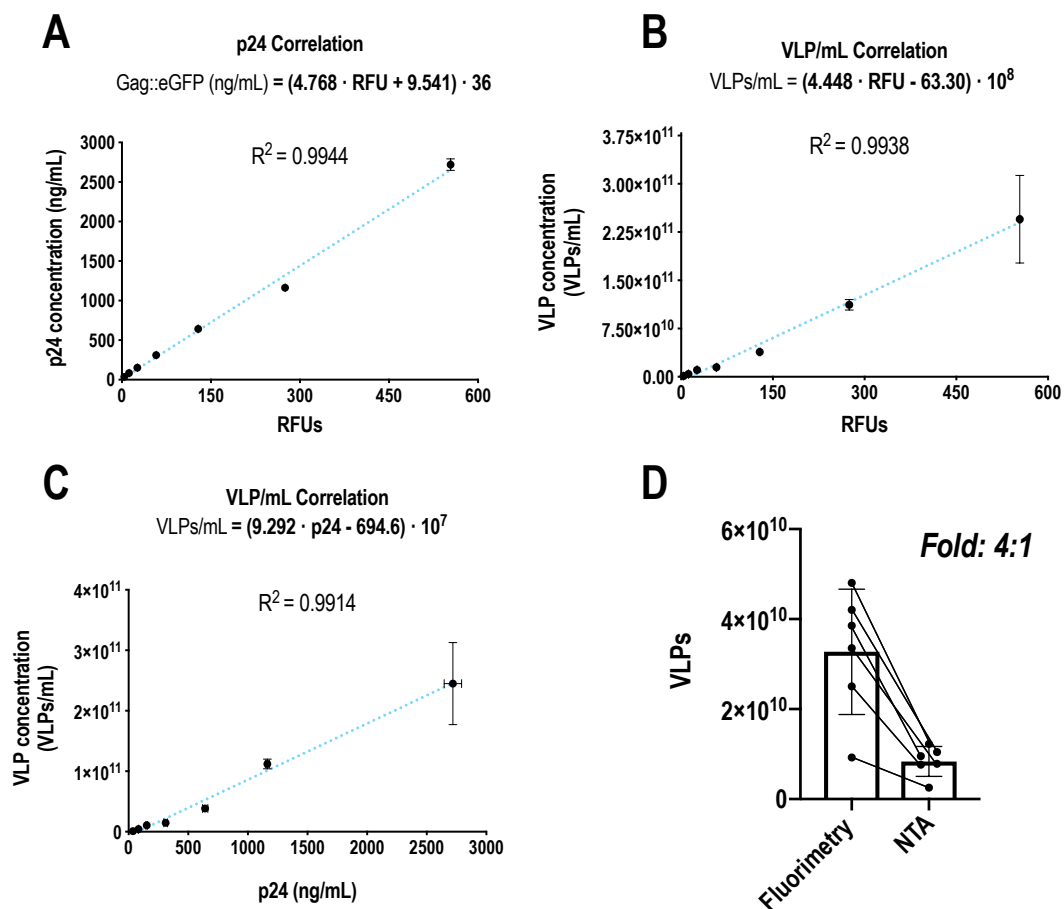 A
p24 Correlation
Gag::eGFP (ng/mL) = (4.768 · RFU + 9.541) · 36
R² = 0.9944
p24 concentration (ng/mL)
3000
2500
2000
1500
1000
500
0
0 150 300 450 600
RFUs
B
VLP/mL Correlation
VLPs/mL = (4.448 · RFU - 63.30) · 10⁸
R² = 0.9938
VLP concentration
(VLPs/mL)
3.75×10¹¹
3.00×10¹¹
2.25×10¹¹
1.50×10¹¹
7.50×10¹⁰
0.00
0 150 300 450 600
RFUs
C
VLP/mL Correlation
VLPs/mL = (9.292 · p24 - 694.6) · 10⁷
R² = 0.9914
VLP concentration
(VLPs/mL)
4×10¹¹
3×10¹¹
2×10¹¹
1×10¹¹
0
0 500 1000 1500 2000 2500 3000
p24 (ng/mL)
D
Fold: 4:1
VLPs
6×10¹⁰
4×10¹⁰
2×10¹⁰
0
Fluorimetry
NTA